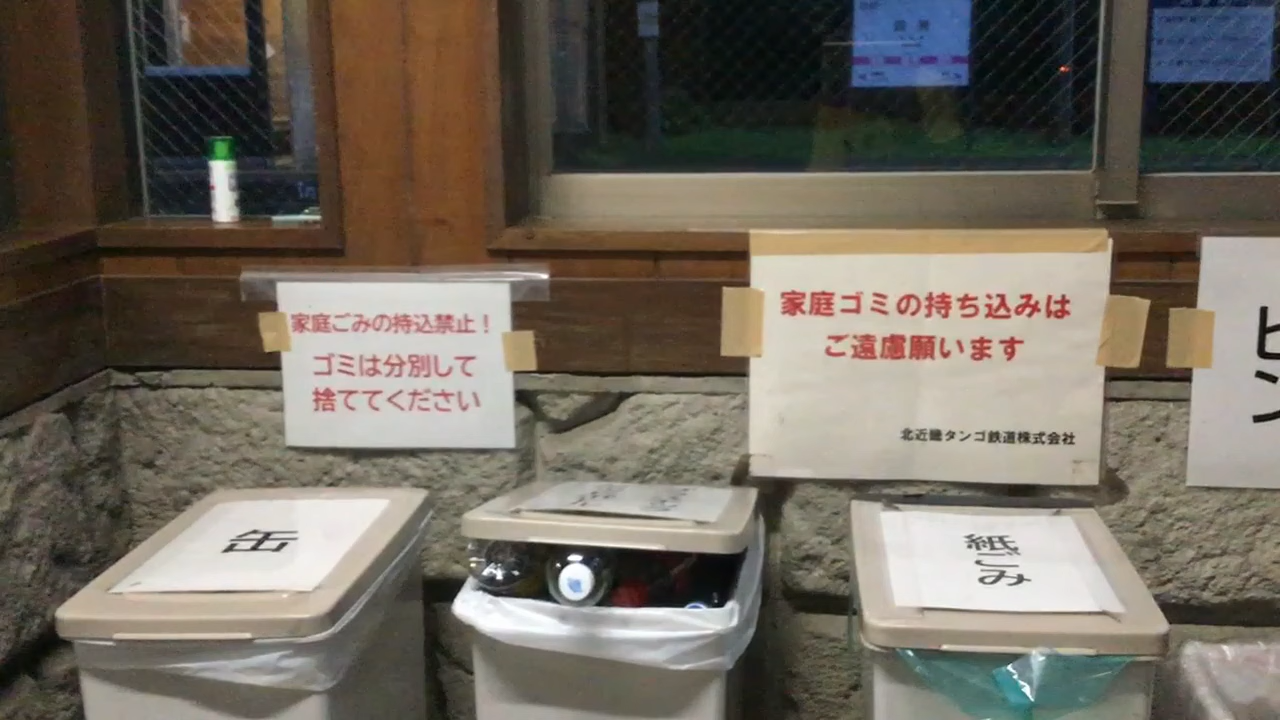 家庭ごみの持込禁止！
ゴミは分別して
捨ててください
家庭ゴミの持ち込みは
ご遠慮願います
北近畿タンゴ鉄道株式会社
缶
紙ごみ